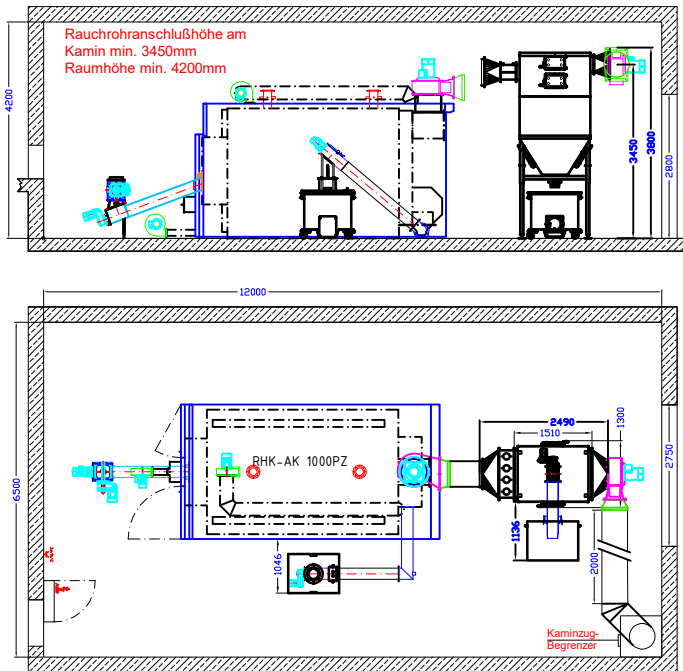 Rauchrohranschlußhöhe am
Kamin min. 3450mm
Raumhöhe min. 4200mm
4200
3450
3800
2800
12000
6500
2490
1510
1300
2750
RHK-AK 1000PZ
1136
1046
2000
Kaminzug-
Begrenzer